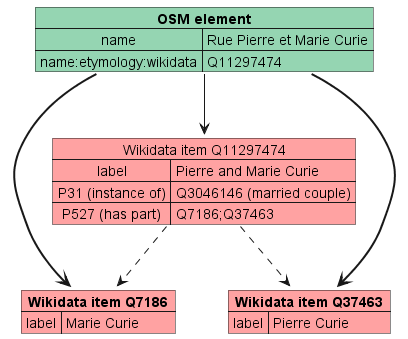 OSM element
name Rue Pierre et Marie Curie
name:etymology:wikidata Q11297474
Wikidata item Q11297474
label Pierre and Marie Curie
P31 (instance of) Q3046146 (married couple)
P527 (has part) Q7186;Q37463
Wikidata item Q7186
label Marie Curie
Wikidata item Q37463
label Pierre Curie